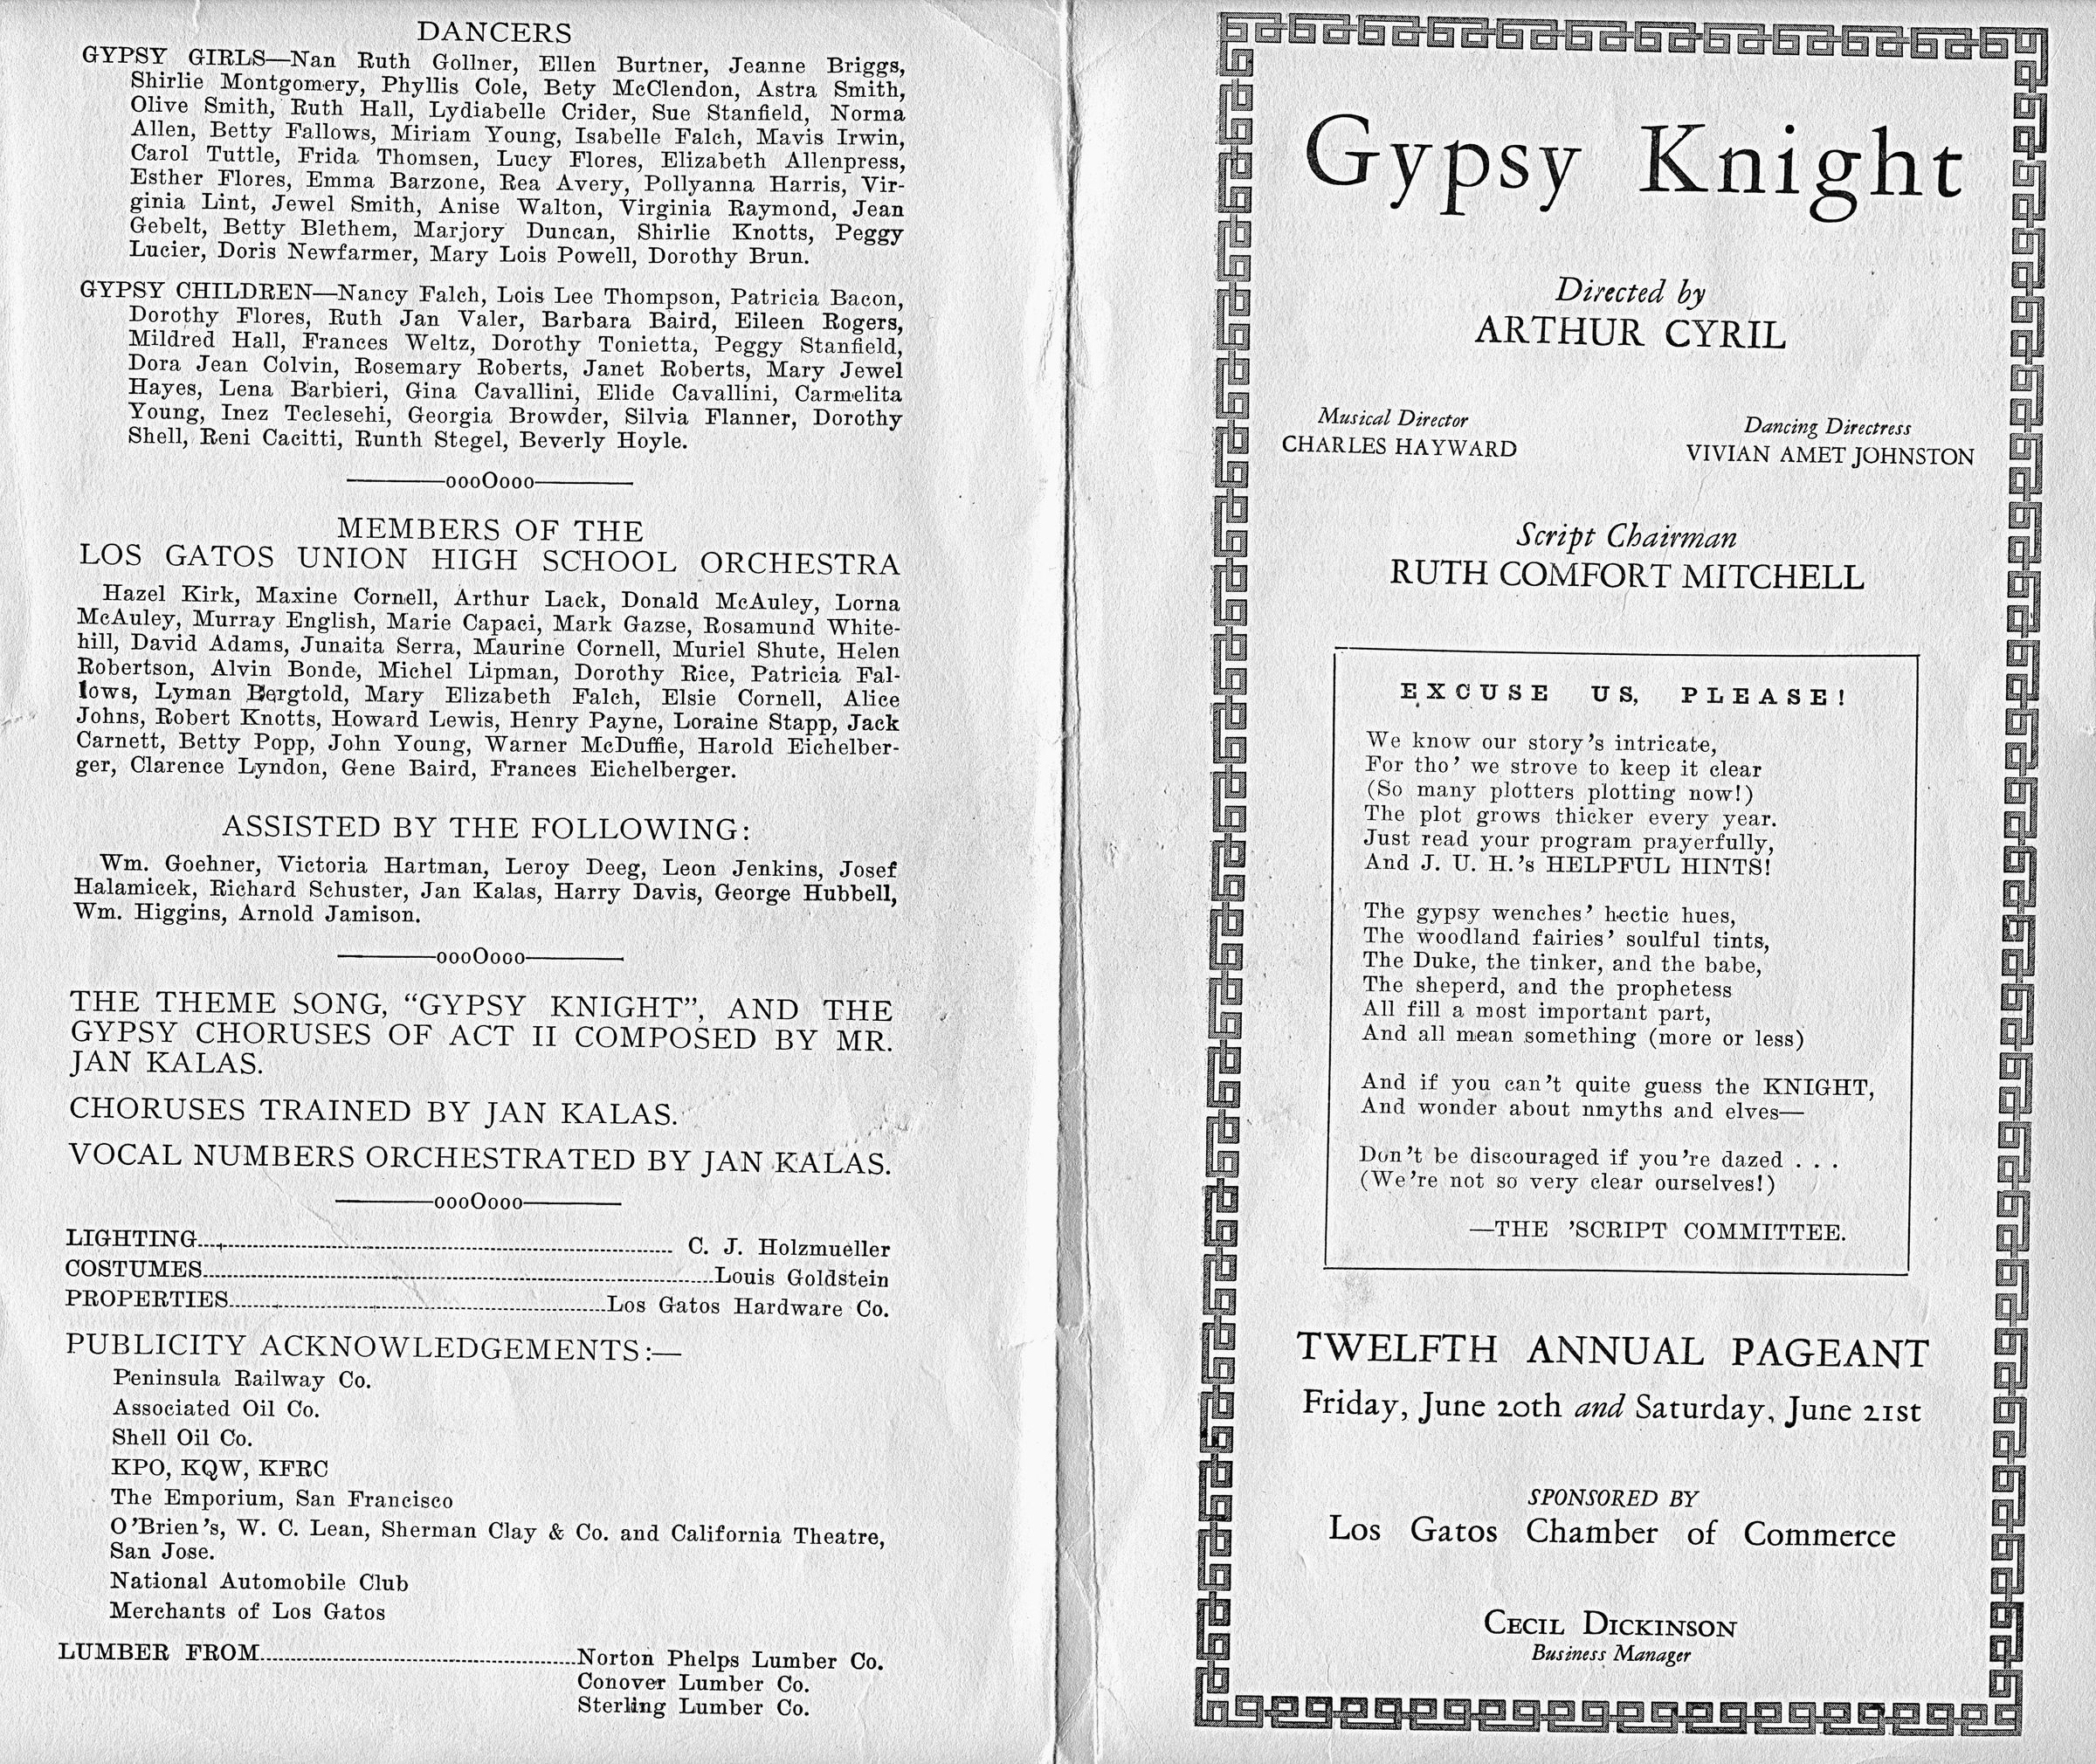 DANCERS
GYPSY GIRLS—Nan Ruth Gollner, Ellen Burtner, Jeanne Briggs,
Shirlie Montgomery, Phyllis Cole, Bety McClendon, Astra Smith,
Olive Smith, Ruth Hall, Lydiabelle Crider, Sue Stanfield, Norma
Allen, Betty Fallows, Miriam Young, Isabelle Falch, Mavis Irwin,
Carol Tuttle, Frida Thomsen, Lucy Flores, Elizabeth Allenpress,
Esther Flores, Emma Barzone, Rea Avery, Pollyanna Harris, Vir-
ginia Lint, Jewel Smith, Anise Walton, Virginia Raymond, Jean
Gebelt, Betty Blethem, Marjory Duncan, Shirlie Knotts, Peggy
Lucier, Doris Newfarmer, Mary Lois Powell, Dorothy Brun.
GYPSY CHILDREN—Nancy Falch, Lois Lee Thompson, Patricia Bacon,
Dorothy Flores, Ruth Jan Valer, Barbara Baird, Eileen Rogers,
Mildred Hall, Frances Weltz, Dorothy Tonietta, Peggy Stanfield,
Dora Jean Colvin, Rosemary Roberts, Janet Roberts, Mary Jewel
Hayes, Lena Barbieri, Gina Cavallini, Elide Cavallini, Carmelita
Young, Inez Teclesehi, Georgia Browder, Silvia Flanner, Dorothy
Shell, Reni Cacitti, Runth Stegel, Beverly Hoyle.
———oooOooo———
MEMBERS OF THE
LOS GATOS UNION HIGH SCHOOL ORCHESTRA
Hazel Kirk, Maxine Cornell, Arthur Lack, Donald McAuley, Lorna
McAuley, Murray English, Marie Capaci, Mark Gazse, Rosamund White-
hill, David Adams, Junaita Serra, Maurine Cornell, Muriel Shute, Helen
Robertson, Alvin Bonde, Michel Lipman, Dorothy Rice, Patricia Fal-
lows, Lyman Bergtold, Mary Elizabeth Falch, Elsie Cornell, Alice
Johns, Robert Knotts, Howard Lewis, Henry Payne, Loraine Stapp, Jack
Carnett, Betty Popp, John Young, Warner McDuffie, Harold Eichelber-
ger, Clarence Lyndon, Gene Baird, Frances Eichelberger.
ASSISTED BY THE FOLLOWING:
Wm. Goehner, Victoria Hartman, Leroy Deeg, Leon Jenkins, Josef
Halamicek, Richard Schuster, Jan Kalas, Harry Davis, George Hubbell,
Wm. Higgins, Arnold Jamison.
———oooOooo———
THE THEME SONG, “GYPSY KNIGHT”, AND THE
GYPSY CHORUSES OF ACT II COMPOSED BY MR.
JAN KALAS.
CHORUSES TRAINED BY JAN KALAS.
VOCAL NUMBERS ORCHESTRATED BY JAN KALAS.
———oooOooo———
LIGHTING........ C. J. Holzmueller
COSTUMES........Louis Goldstein
PROPERTIES........Los Gatos Hardware Co.
PUBLICITY ACKNOWLEDGEMENTS:—
Peninsula Railway Co.
Associated Oil Co.
Shell Oil Co.
KPO, KQW, KFRC
The Emporium, San Francisco
O'Brien's, W. C. Lean, Sherman Clay & Co. and California Theatre,
San Jose.
National Automobile Club
Merchants of Los Gatos
LUMBER FROM........Norton Phelps Lumber Co.
Conover Lumber Co.
Sterling Lumber Co.
Gypsy Knight
Directed by
ARTHUR CYRIL
Musical Director
CHARLES HAYWARD
Dancing Directress
VIVIAN AMET JOHNSTON
Script Chairman
RUTH COMFORT MITCHELL
EXCUSE US, PLEASE!
We know our story's intricate,
For tho' we strove to keep it clear
(So many plotters plotting now!)
The plot grows thicker every year.
Just read your program prayerfully,
And J. U. H.'s HELPFUL HINTS!
The gypsy wenches' hectic hues,
The woodland fairies' soulful tints,
The Duke, the tinker, and the babe,
The sheperd, and the prophetess
All fill a most important part,
And all mean something (more or less)
And if you can't quite guess the KNIGHT,
And wonder about nmyths and elves—
Don't be discouraged if you're dazed . . .
(We're not so very clear ourselves!)
—THE 'SCRIPT COMMITTEE.
TWELFTH ANNUAL PAGEANT
Friday, June 20th and Saturday, June 21st
SPONSORED BY
Los Gatos Chamber of Commerce
CECIL DICKINSON
Business Manager